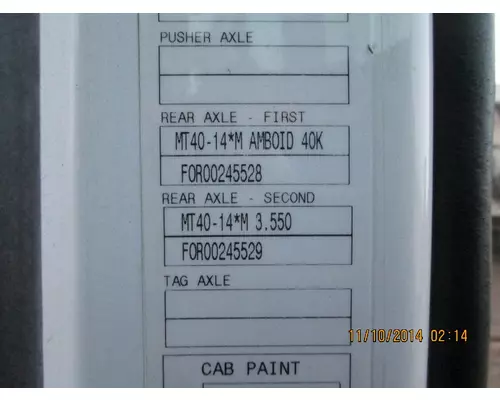 PUSHER AXLE
REAR AXLE - FIRST
MT40-14*M AMBOID 40K
FOR00245528
REAR AXLE - SECOND
MT40-14*M 3.550
FOR00245529
TAG AXLE
11/10/2014 02:14
CAB PAINT